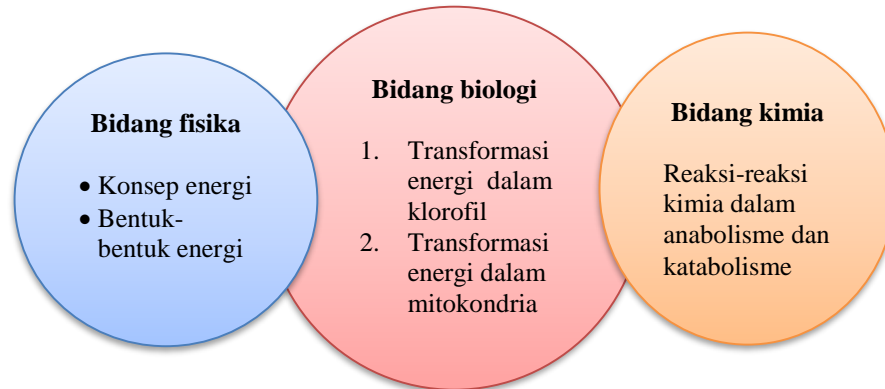 Bidang fisika
• Konsep energi
• Bentuk-
bentuk energi
Bidang biologi
1. Transformasi
energi dalam
klorofil
2. Transformasi
energi dalam
mitokondria
Bidang kimia
Reaksi-reaksi
kimia dalam
anabolisme dan
katabolisme